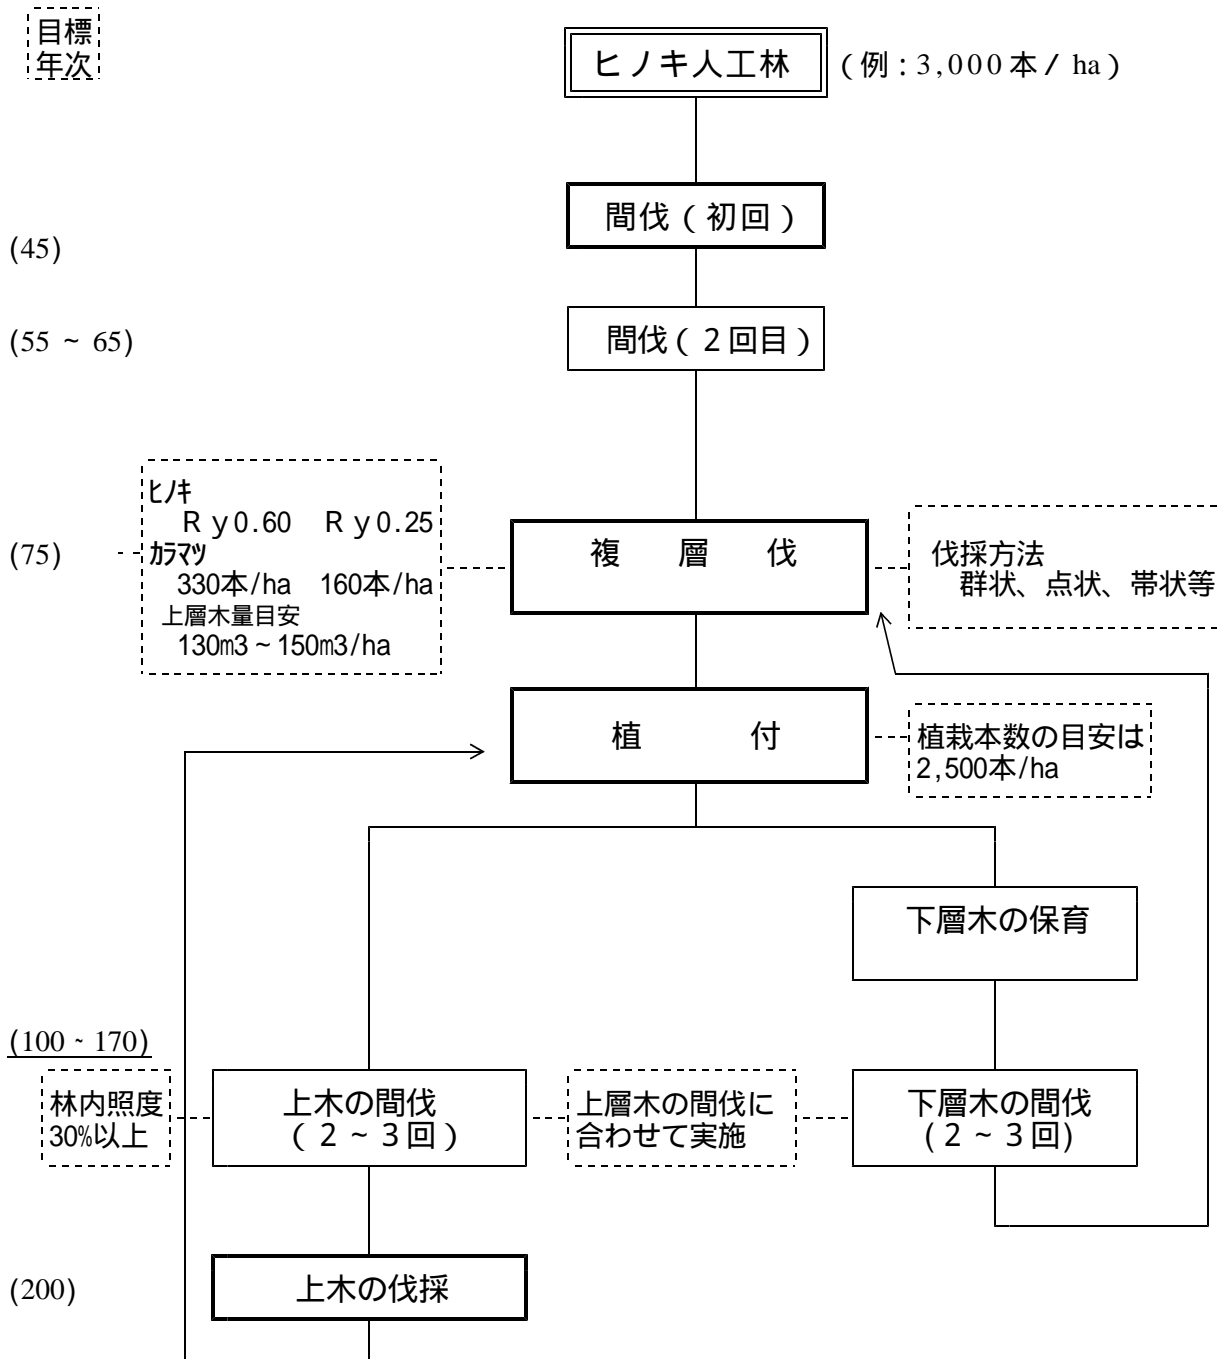 目標
年次
ヒノキ人工林 (例:3,000本/ ha)
間伐(初回)
(45)
間伐(2回目)
(55 ~ 65)
ヒノキ
Ry0.60 Ry0.25
カラマツ
330本/ha 160本/ha
上層木量目安
130m3~150m3/ha
(75)
複 層 伐
伐採方法
群状、点状、帯状等
植 付
植栽本数の目安は
2,500本/ha
下層木の保育
(100 ~ 170)
林内照度
30%以上
上木の間伐
(2~3回)
上層木の間伐に
合わせて実施
下層木の間伐
(2~3回)
(200)
上木の伐採